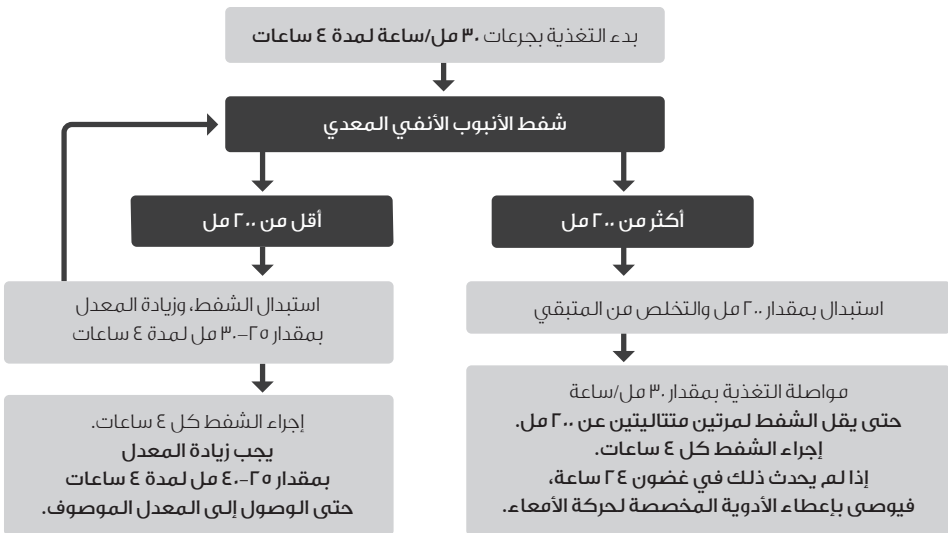 بدء التغذية بجرعات ٣٠ مل/ساعة لمدة ٤ ساعات
شفط الأنبوب الأنفي المعدي
أكثر من ٢٠٠ مل
أقل من ٢٠٠ مل
استبدال بمقدار ٢٠٠ مل والتخلص من المتبقي
استبدال الشفط، وزيادة المعدل
بمقدار ٢٥-٣٠ مل لمدة ٤ ساعات
مواصلة التغذية بمقدار ٣٠ مل/ساعة
حتى يقل الشفط لمرتين متتاليتين عن ٢٠٠ مل.
إجراء الشفط كل ٤ ساعات.
إذا لم يحدث ذلك في غضون ٢٤ ساعة،
فيوصى بإعطاء الأدوية المخصصة لحركة الأمعاء.
إجراء الشفط كل ٤ ساعات.
يجب زيادة المعدل
بمقدار ٢٥-٤٠ مل لمدة ٤ ساعات
حتى الوصول إلى المعدل الموصوف.